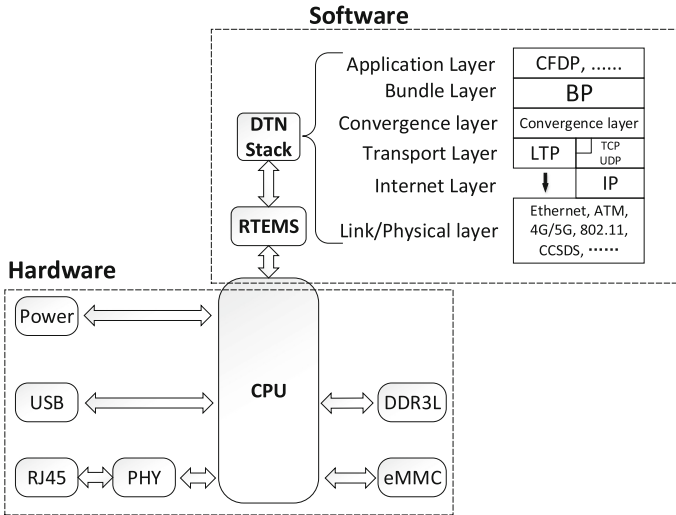 Software
Application Layer
CFDP, ......
Bundle Layer
BP
DTN
Stack
Convergence layer
Convergence layer
Transport Layer
LTP
TCP
UDP
Internet Layer
IP
RTEMS
Link/Physical layer
Ethernet, ATM,
4G/5G, 802.11,
CCSDS, ······
Hardware
Power
USB
CPU
DDR3L
RJ45
PHY
eMMC